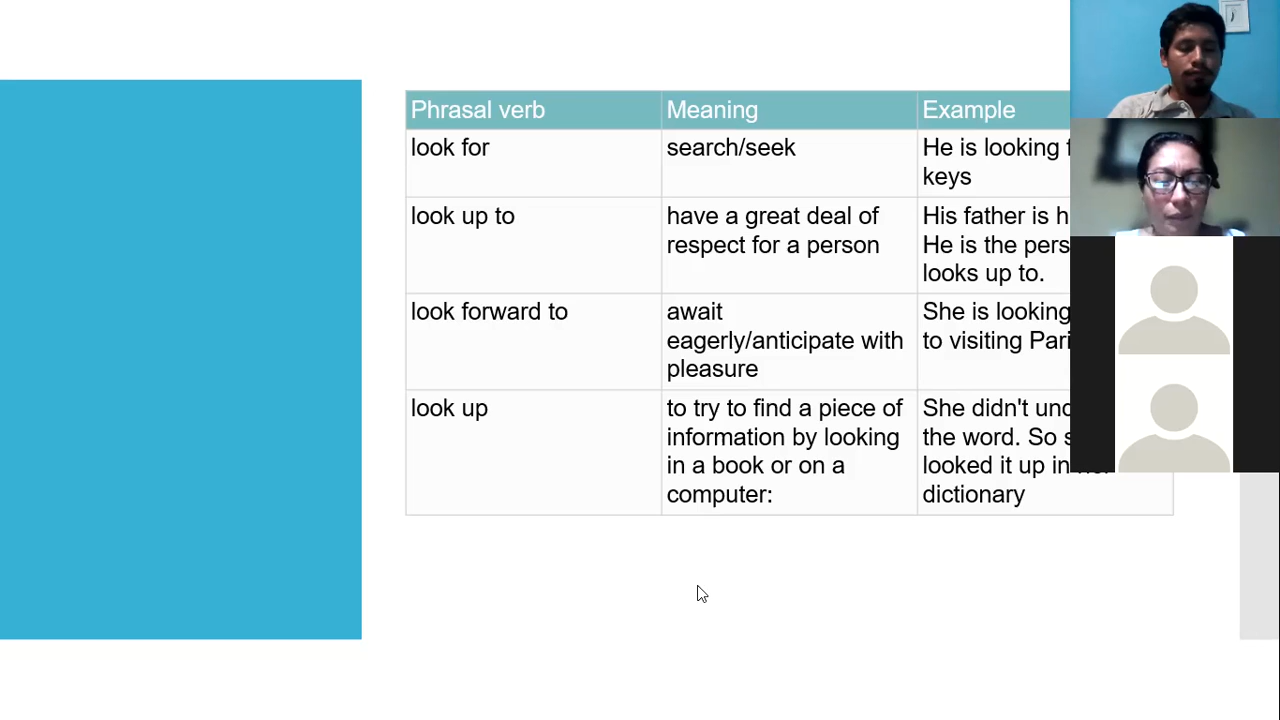 Phrasal verb Meaning Example
look for search/seek He is looking
keys
look up to have a great deal of His father is
respect for a person He is the
looks up to.
look forward to await She is looking
eagerly/anticipate with to visiting
pleasure
look up to try to find a piece of She didn't
information by looking the word. So
in a book or on a looked it up in
computer: dictionary